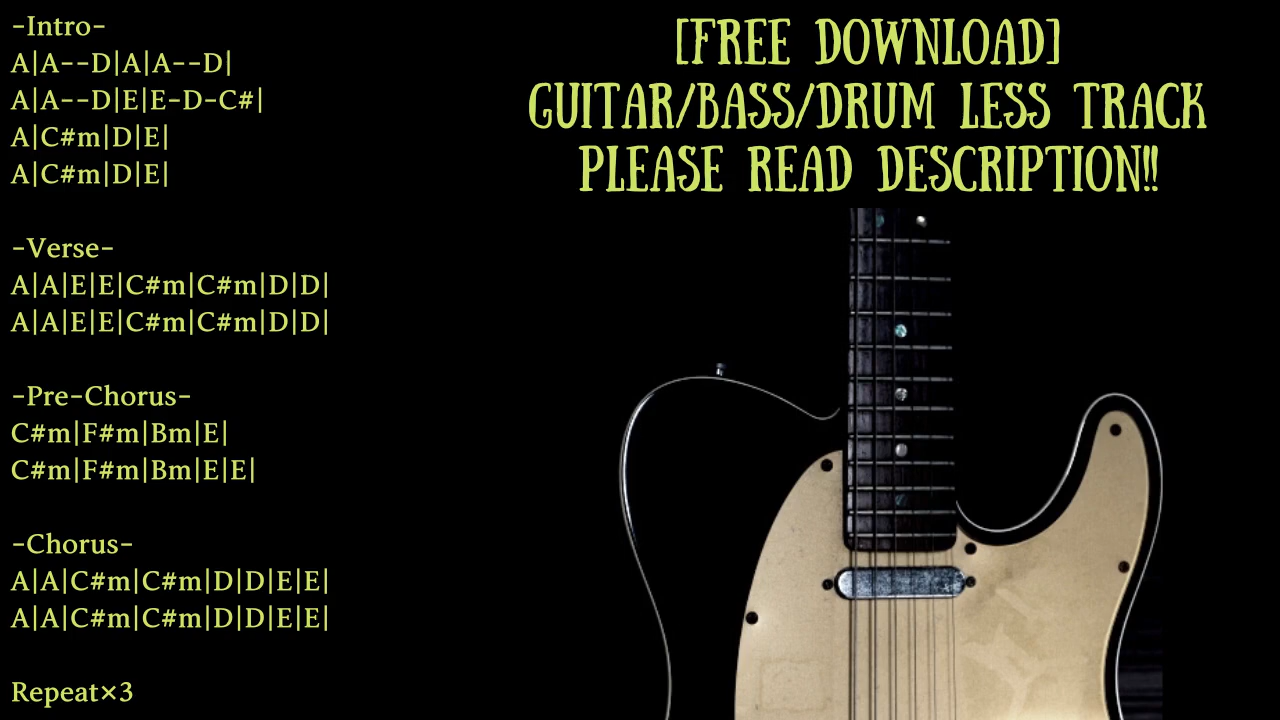 -Intro-
A|A--D|A|A--D|
A|A--D|E|E-D-C#|
A|C#m|D|E|
A|C#m|D|E|
-Verse-
A|A|E|E|C#m|C#m|D|D|
A|A|E|E|C#m|C#m|D|D|
-Pre-Chorus-
C#m|F#m|Bm|E|
C#m|F#m|Bm|E|E|
-Chorus-
A|A|C#m|C#m|D|D|E|E|
A|A|C#m|C#m|D|D|E|E|
Repeat×3
[FREE DOWNLOAD]
GUITAR/BASS/DRUM LESS TRACK
PLEASE READ DESCRIPTION!!